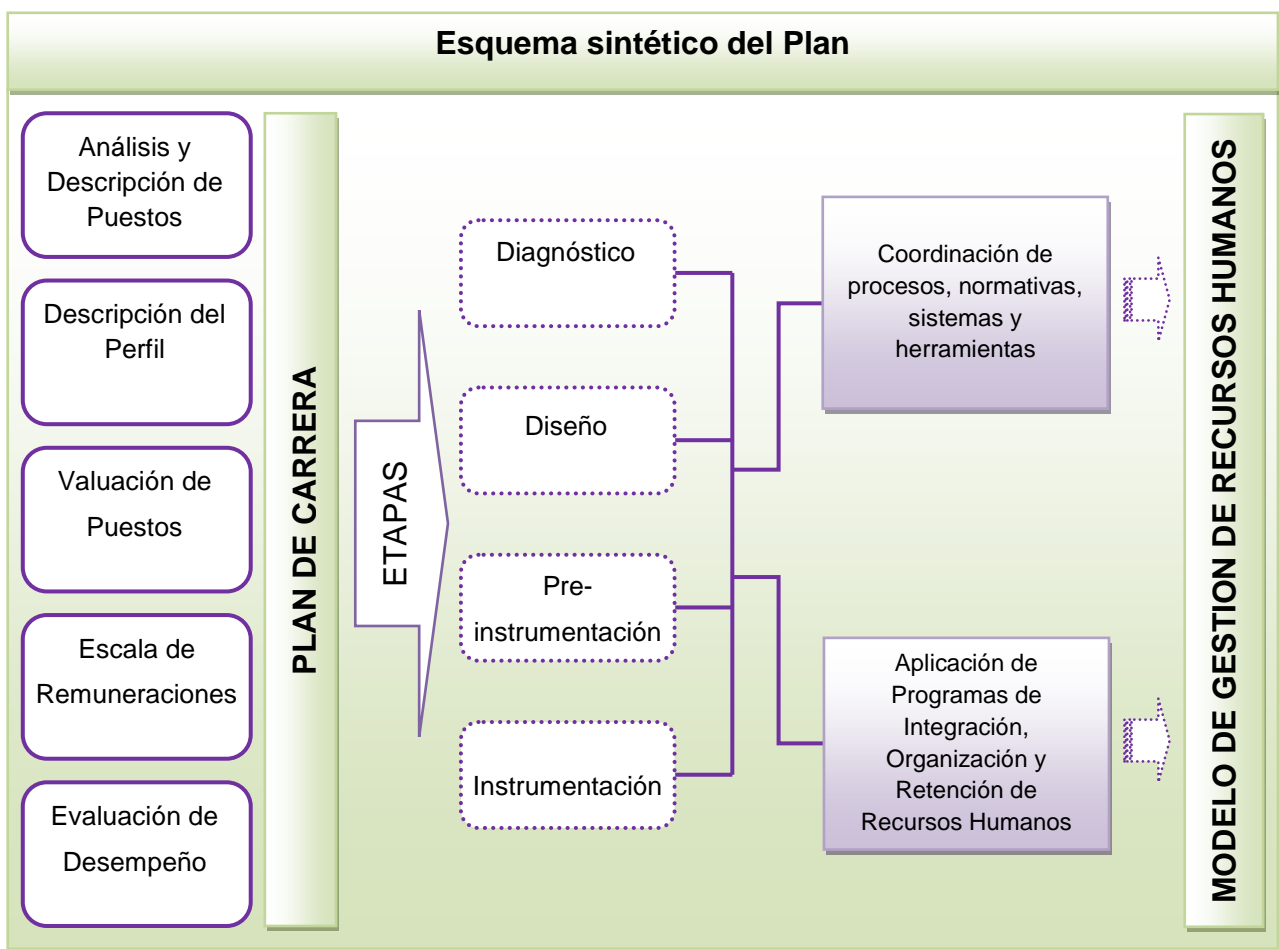 Esquema sintético del Plan
Análisis y
Descripción de
Puestos
Descripción del
Perfil
Valuación de
Puestos
Escala de
Remuneraciones
Evaluación de
Desempeño
PLAN DE CARRERA
ETAPAS
Diagnóstico
Diseño
Pre-
instrumentación
Instrumentación
Coordinación de
procesos, normativas,
sistemas y
herramientas
Aplicación de
Programas de
Integración,
Organización y
Retención de
Recursos Humanos
MODELO DE GESTION DE RECURSOS HUMANOS